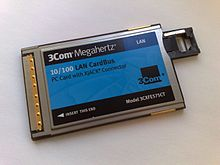 3Com Megahertz®
LAN
10/100 LAN CardBus
PC Card with XJACK® Connector
3Com
INSERT THIS END
Model 3CXFE575CT